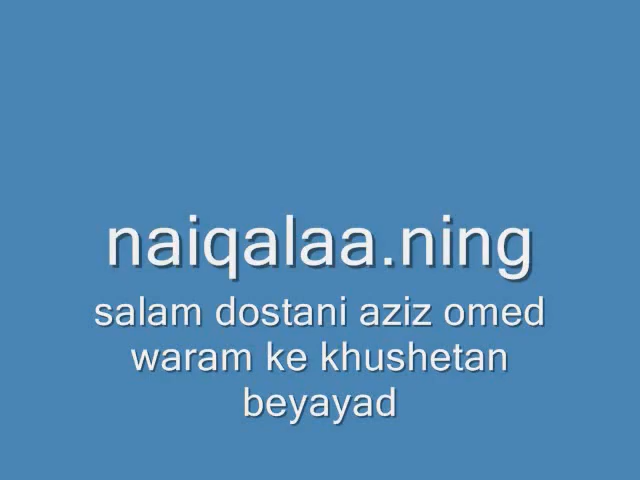 naiqalaa.ning
salam dostani aziz omed
waram ke khushetan
beyayad